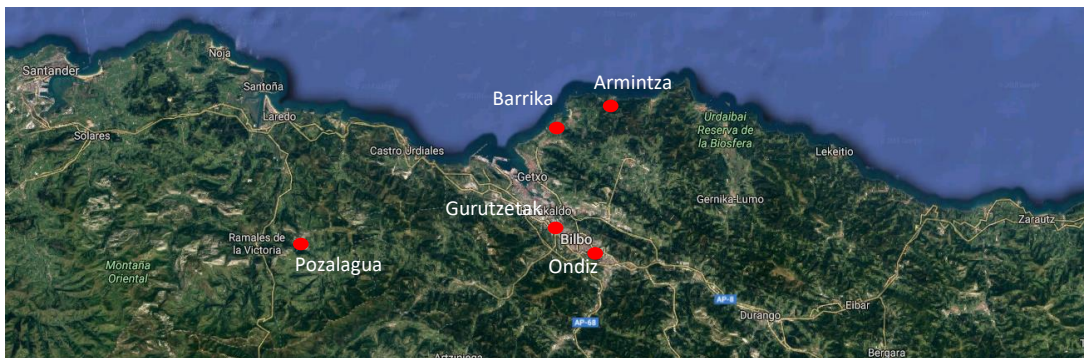 Noja
Santander
Santoña
Armintza
Barrika
Laredo
Urdaibai
Reserva de
la Biosfera
Solares
Castro Urdiales
Lekeitio
Getxo
Gernika-Lumo
Gurutzetak
kaldo
Zarautz
Ramales de
la Victoria
Bilbo
Pozalagua
Ondiz
Montaña
Oriental
AP-8
Eibar
Durango
AP-68
Bergara